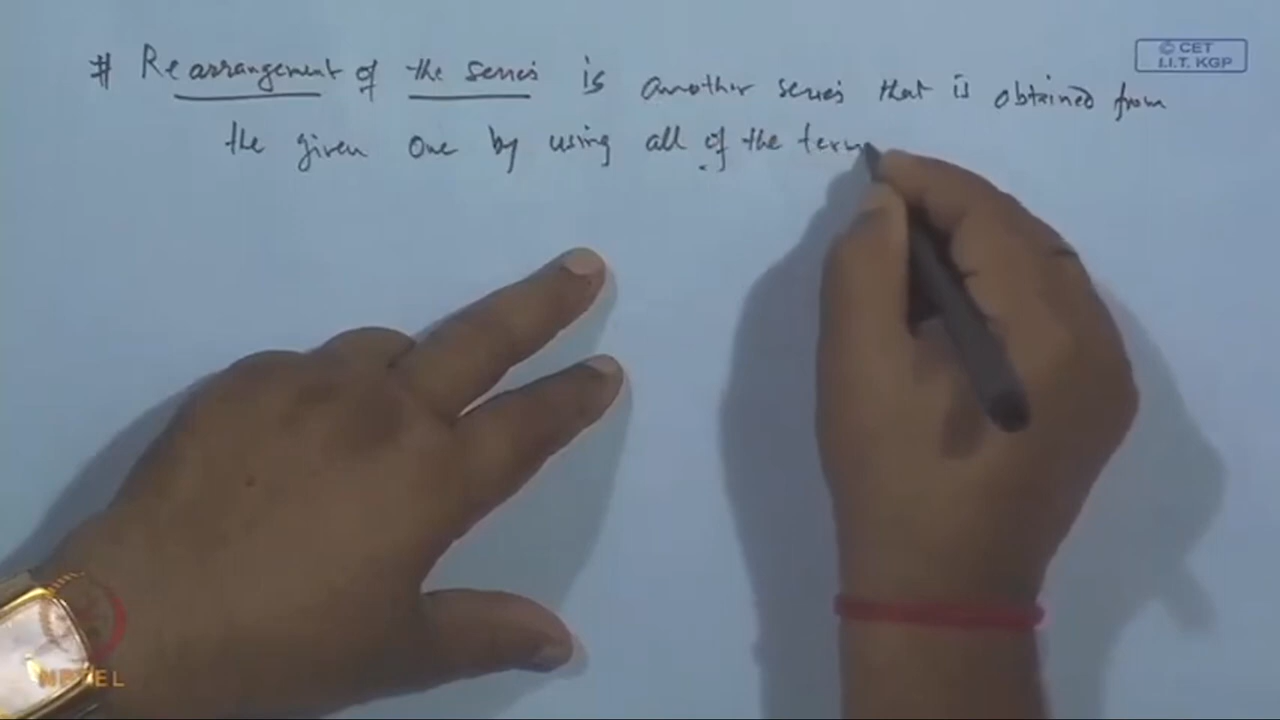 # Rearrangement of the series is another series that is obtained from
the given one by using all of the term
© CET
I.I.T. KGP
NPTEL